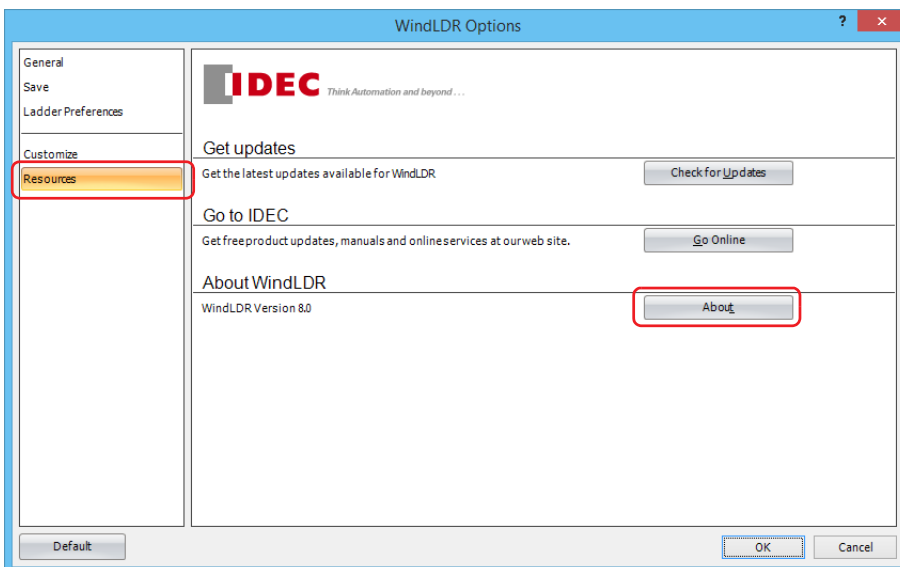 WindLDR Options
?
×
General
Save
Ladder Preferences
Customize
Resources
IDEC Think Automation and beyond ...
Get updates
Get the latest updates available for WindLDR
Check for Updates
Go to IDEC
Get free product updates, manuals and online services at our web site.
Go Online
About WindLDR
WindLDR Version 8.0
About
Default
OK
Cancel